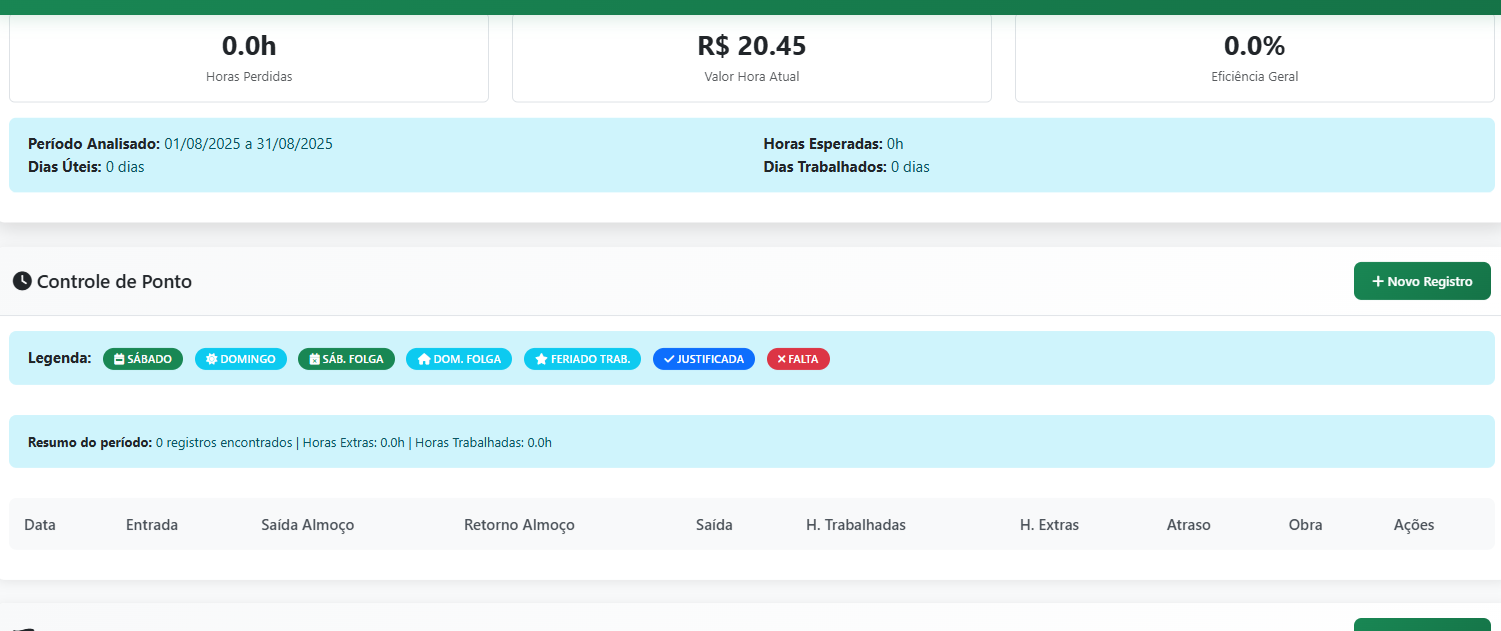 0.0h
Horas Perdidas
R$ 20.45
Valor Hora Atual
0.0%
Eficiência Geral
Período Analisado: 01/08/2025 a 31/08/2025
Dias Úteis: 0 dias
Horas Esperadas: 0h
Dias Trabalhados: 0 dias
Controle de Ponto
Novo Registro
Legenda: SÁBADO DOMINGO SÁB. FOLGA DOM. FOLGA FERIADO TRAB. JUSTIFICADA FALTA
Resumo do período: 0 registros encontrados | Horas Extras: 0.0h | Horas Trabalhadas: 0.0h
Data Entrada Saída Almoço Retorno Almoço Saída H. Trabalhadas H. Extras Atraso Obra Ações